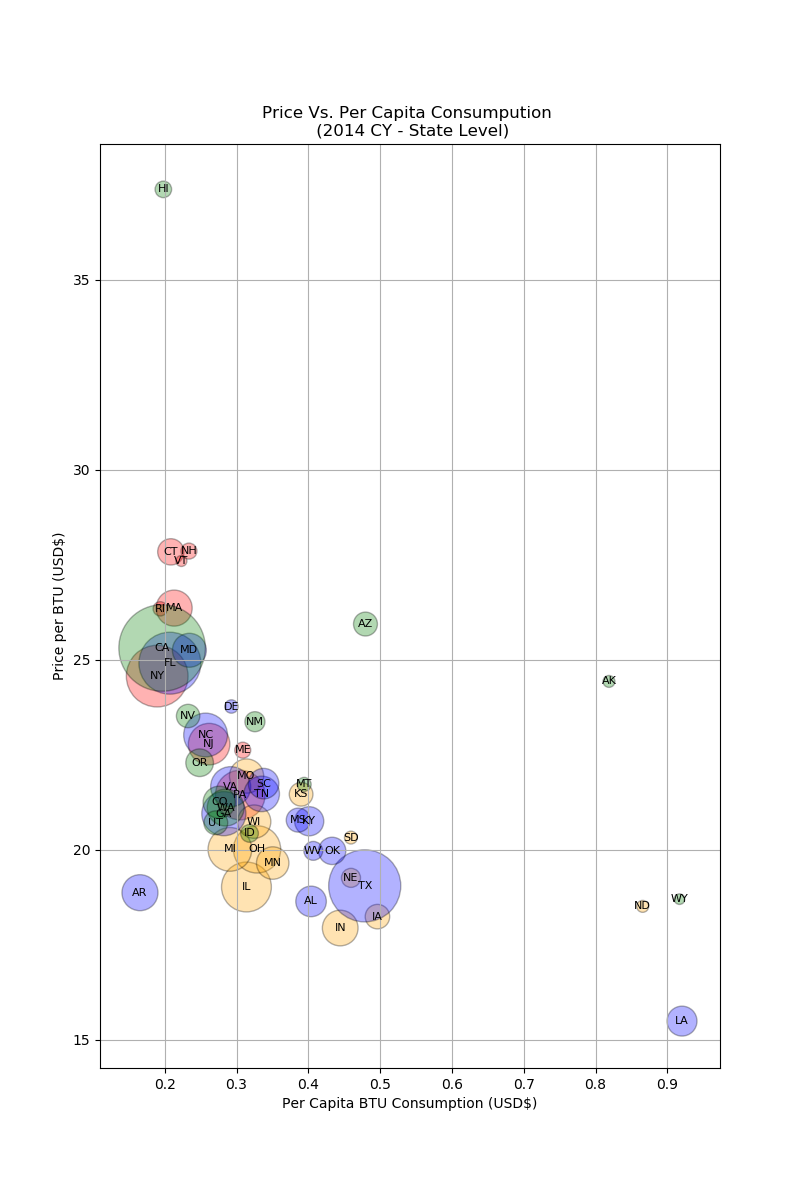 Price Vs. Per Capita Consumpution
(2014 CY - State Level)
HI
35
30
CT
NH
VT
RI
MA
AZ
CA
MD
25
FL
AK
NY
DE
NV
NM
NC
NJ
ME
OR
MO
VA
SC
MT
PA
TN
KS
CO
WA
GA
UT
WI
MS
KY
ID
SD
20
MI
OH
WV
OK
MN
NE
TX
IL
AR
AL
WY
ND
IA
IN
LA
15
0.2 0.3 0.4 0.5 0.6 0.7 0.8 0.9
Per Capita BTU Consumption (USD$)
Price per BTU (USD$)